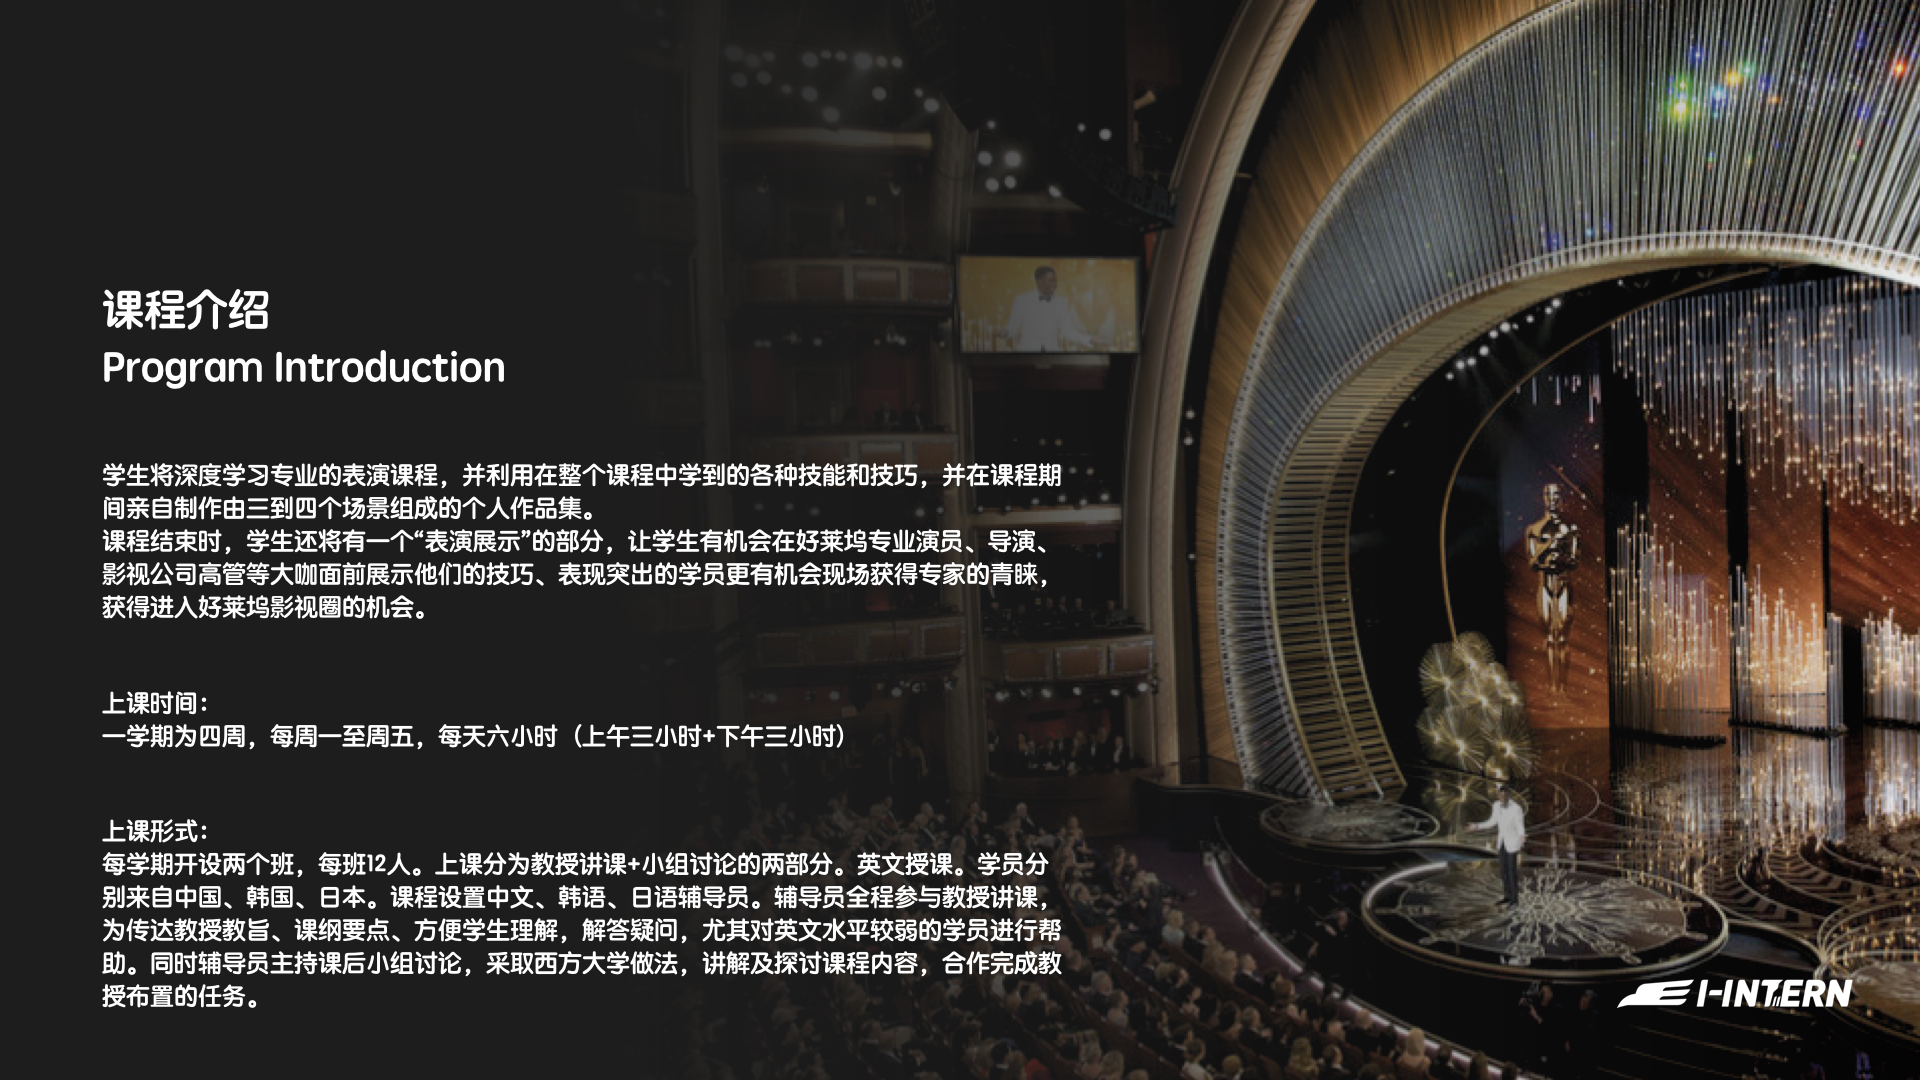 课程介绍
Program Introduction
学生将深度学习专业的表演课程，并利用在整个课程中学到的各种技能和技巧，并在课程期
间亲自制作由三到四个场景组成的个人作品集。
课程结束时，学生还将有一个“表演展示”的部分，让学生有机会在好莱坞专业演员、导演、
影视公司高管等大咖面前展示他们的技巧、表现突出的学员更有机会现场获得专家的青睐，
获得进入好莱坞影视圈的机会。
上课时间：
一学期为四周，每周一至周五，每天六小时（上午三小时+下午三小时）
上课形式：
每学期开设两个班，每班12人。上课分为教授讲课+小组讨论的两部分。英文授课。学员分
别来自中国、韩国、日本。课程设置中文、韩语、日语辅导员。辅导员全程参与教授讲课，
为传达教授教旨、课纲要点、方便学生理解，解答疑问，尤其对英文水平较弱的学员进行帮
助。同时辅导员主持课后小组讨论，采取西方大学做法，讲解及探讨课程内容，合作完成教
授布置的任务。
I-INTERN